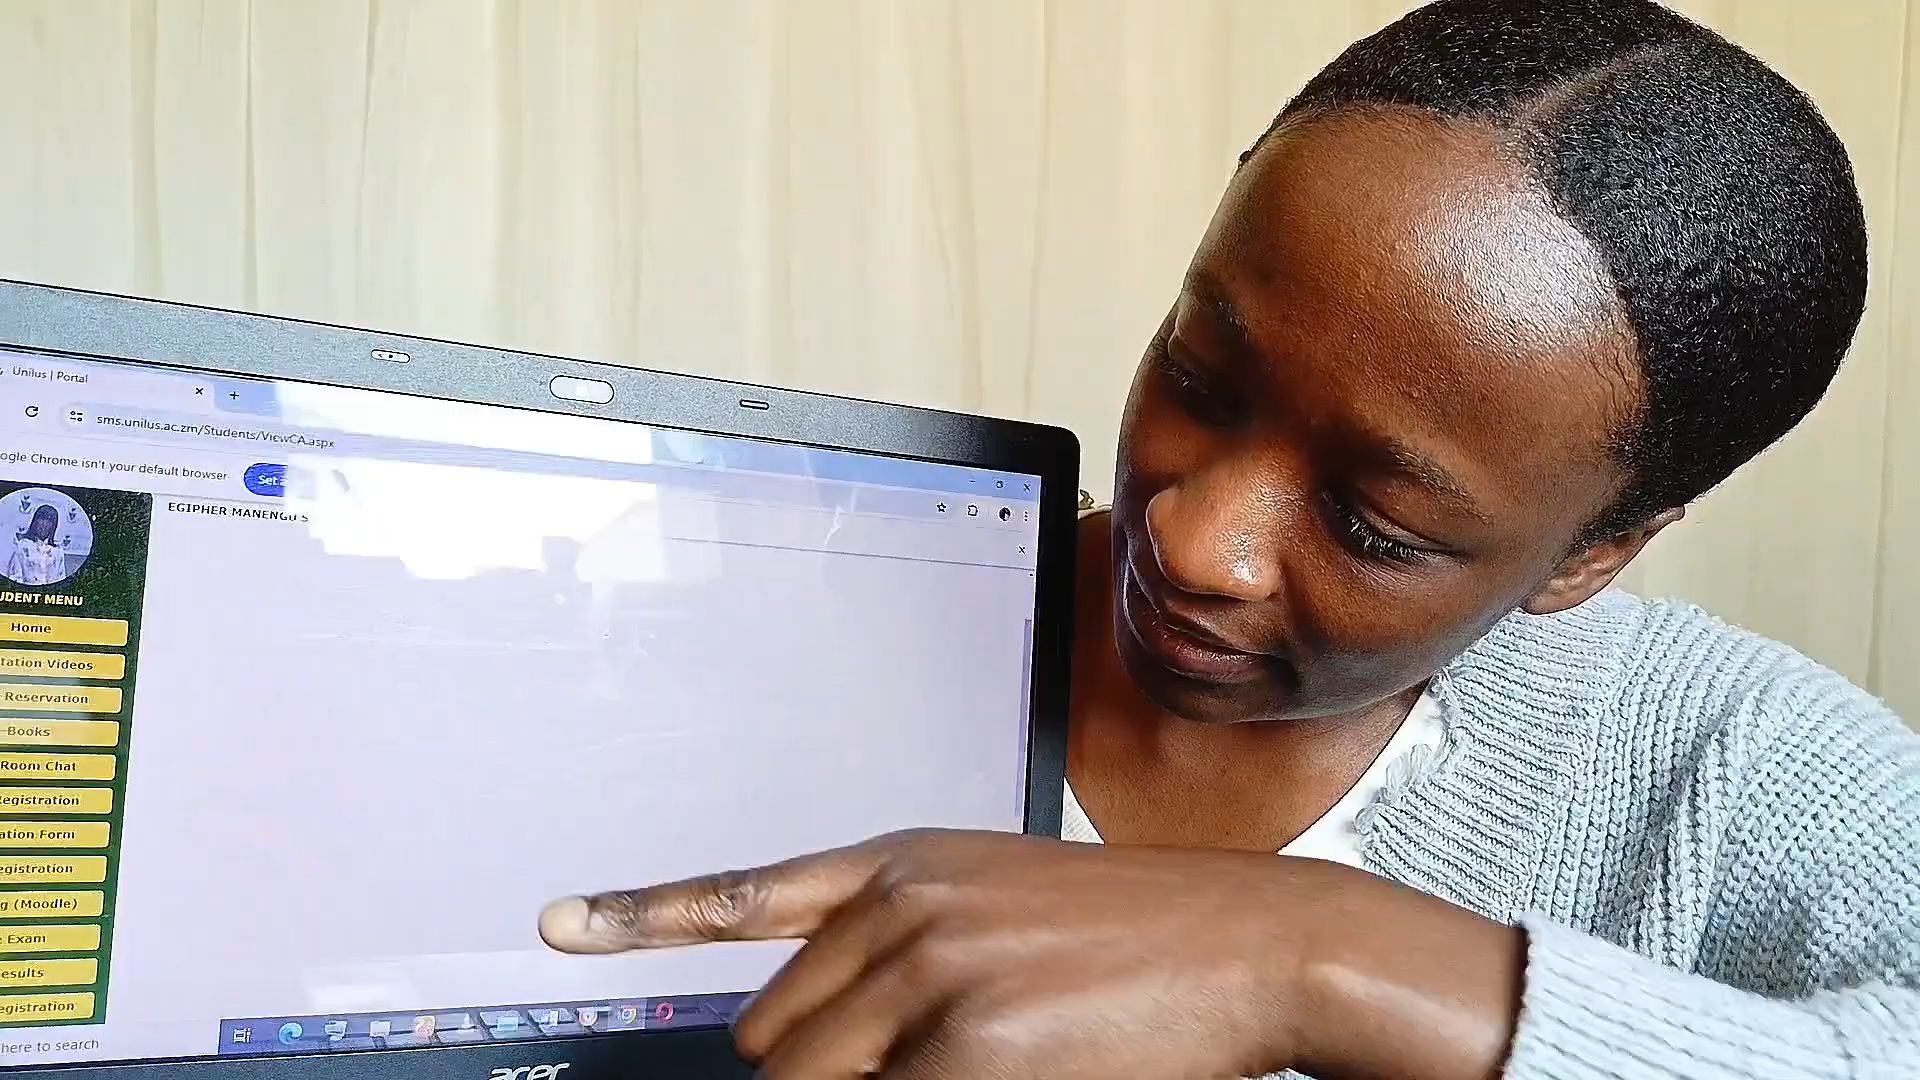 Unilus | Portal
sms.unilus.ac.zm/Students/ViewCA.aspx
ogle Chrome isn't your default browser
Set a
EGIPHER MANENGU S
UDENT MENU
Home
tation Videos
Reservation
Books
Room Chat
Registration
ation Form
egistration
g (Moodle)
Exam
esults
egistration
here to search
acer